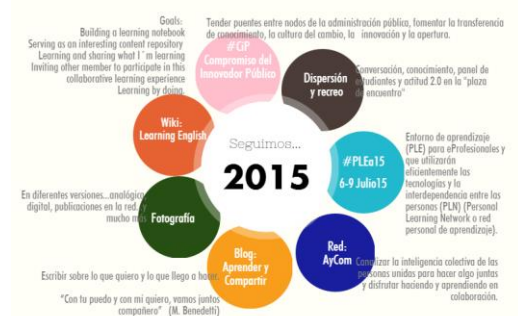 Goals:
Building a learning notebook
Serving as an interesting content repository
Learning and sharing what I´m learning
Inviting other member to participate in this
collaborative learning experience
Learning by doing.
Tender puentes entre nodos de la administración pública, fomentar la transferencia
de conocimiento, la cultura del cambio, la innovación y la apertura.
#CiP
Compromiso del
Innovador Público
Dispersión
y recreo
Conversación, conocimiento, panel de
estudiantes y actitud 2.0 en la "plaza
de encuentro"
Wiki:
Learning English
Seguimos...
2015
#PLEa15
6-9 Julio15
Entorno de aprendizaje
(PLE) para eProfesionales y
que utilizarán
eficientemente las
tecnologías y la
interdependencia entre las
personas (PLN) (Personal
Learning Network o red
personal de aprendizaje).
En diferentes versiones...analógico,
digital, publicaciones en la red. y
mucho más
Fotografía
Blog:
Aprender y
Compartir
Red:
AyCom
Canalizar la inteligencia colectiva de las
personas unidas para hacer algo juntas
y disfrutar haciendo y aprendiendo en
colaboración.
Escribir sobre lo que quiero y lo que llego a hacer.
"Con tu puedo y con mi quiero, vamos juntos
compañero" (M. Benedetti)